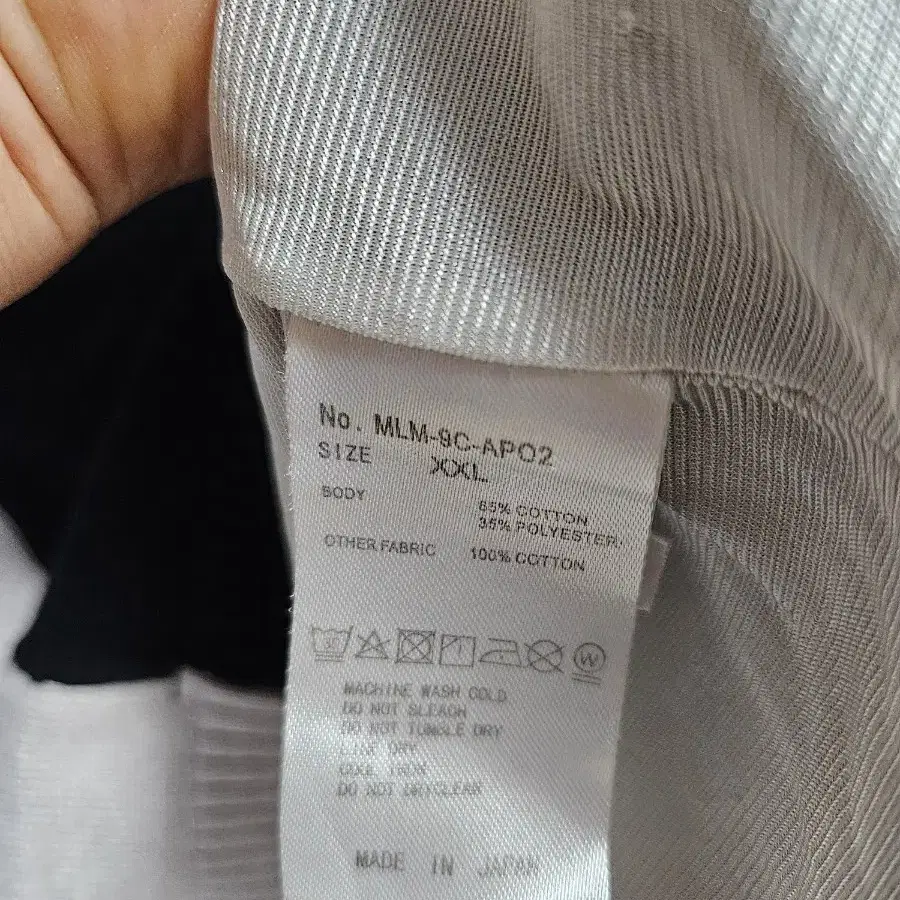 No. MLM-9C-AP02
SIZE XXL
BODY 65% COTTON
35% POLYESTER
OTHER FABRIC 100% COTTON
30
W
MACHINE WASH COLD
DO NOT BLEACH
DO NOT TUMBLE DRY
LINE DRY
COOL IRON
DO NOT DRYCLEAN
MADE IN JAPAN